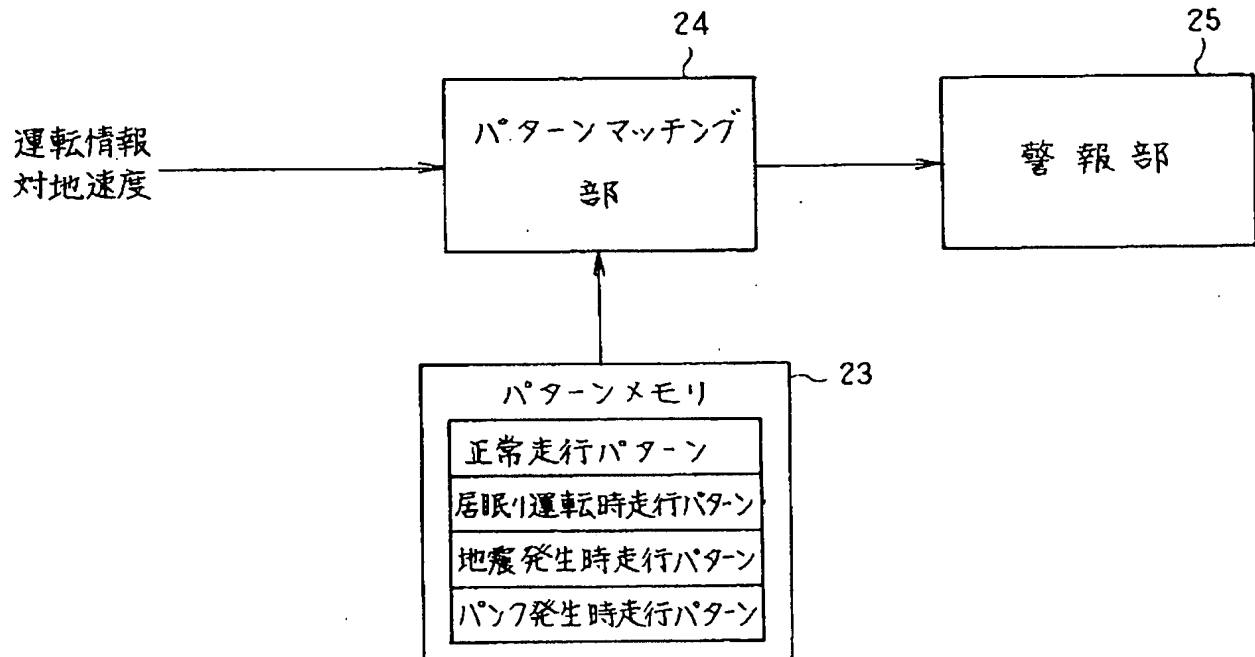 24
25
運転情報
対地速度
パターンマッチング
部
警報部
23
パターンメモリ
正常走行パターン
居眠り運転時走行パターン
地震発生時走行パターン
パンク発生時走行パターン